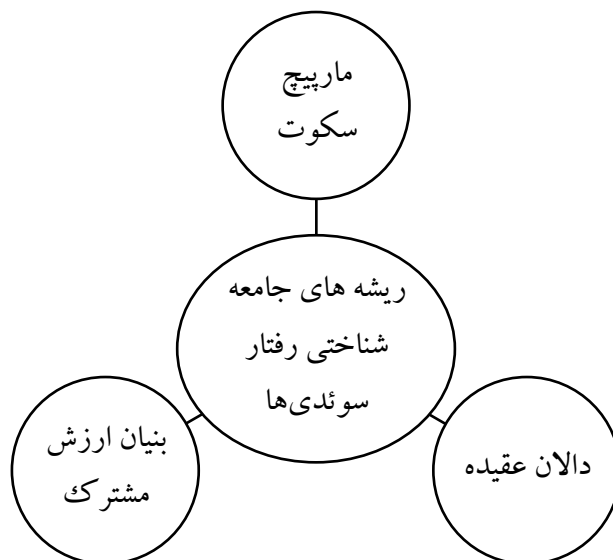 مارپیچ
سکوت
ریشه های جامعه
شناختی رفتار
سوئدی‌ها
بنیان ارزش
مشترک
دالان عقیده